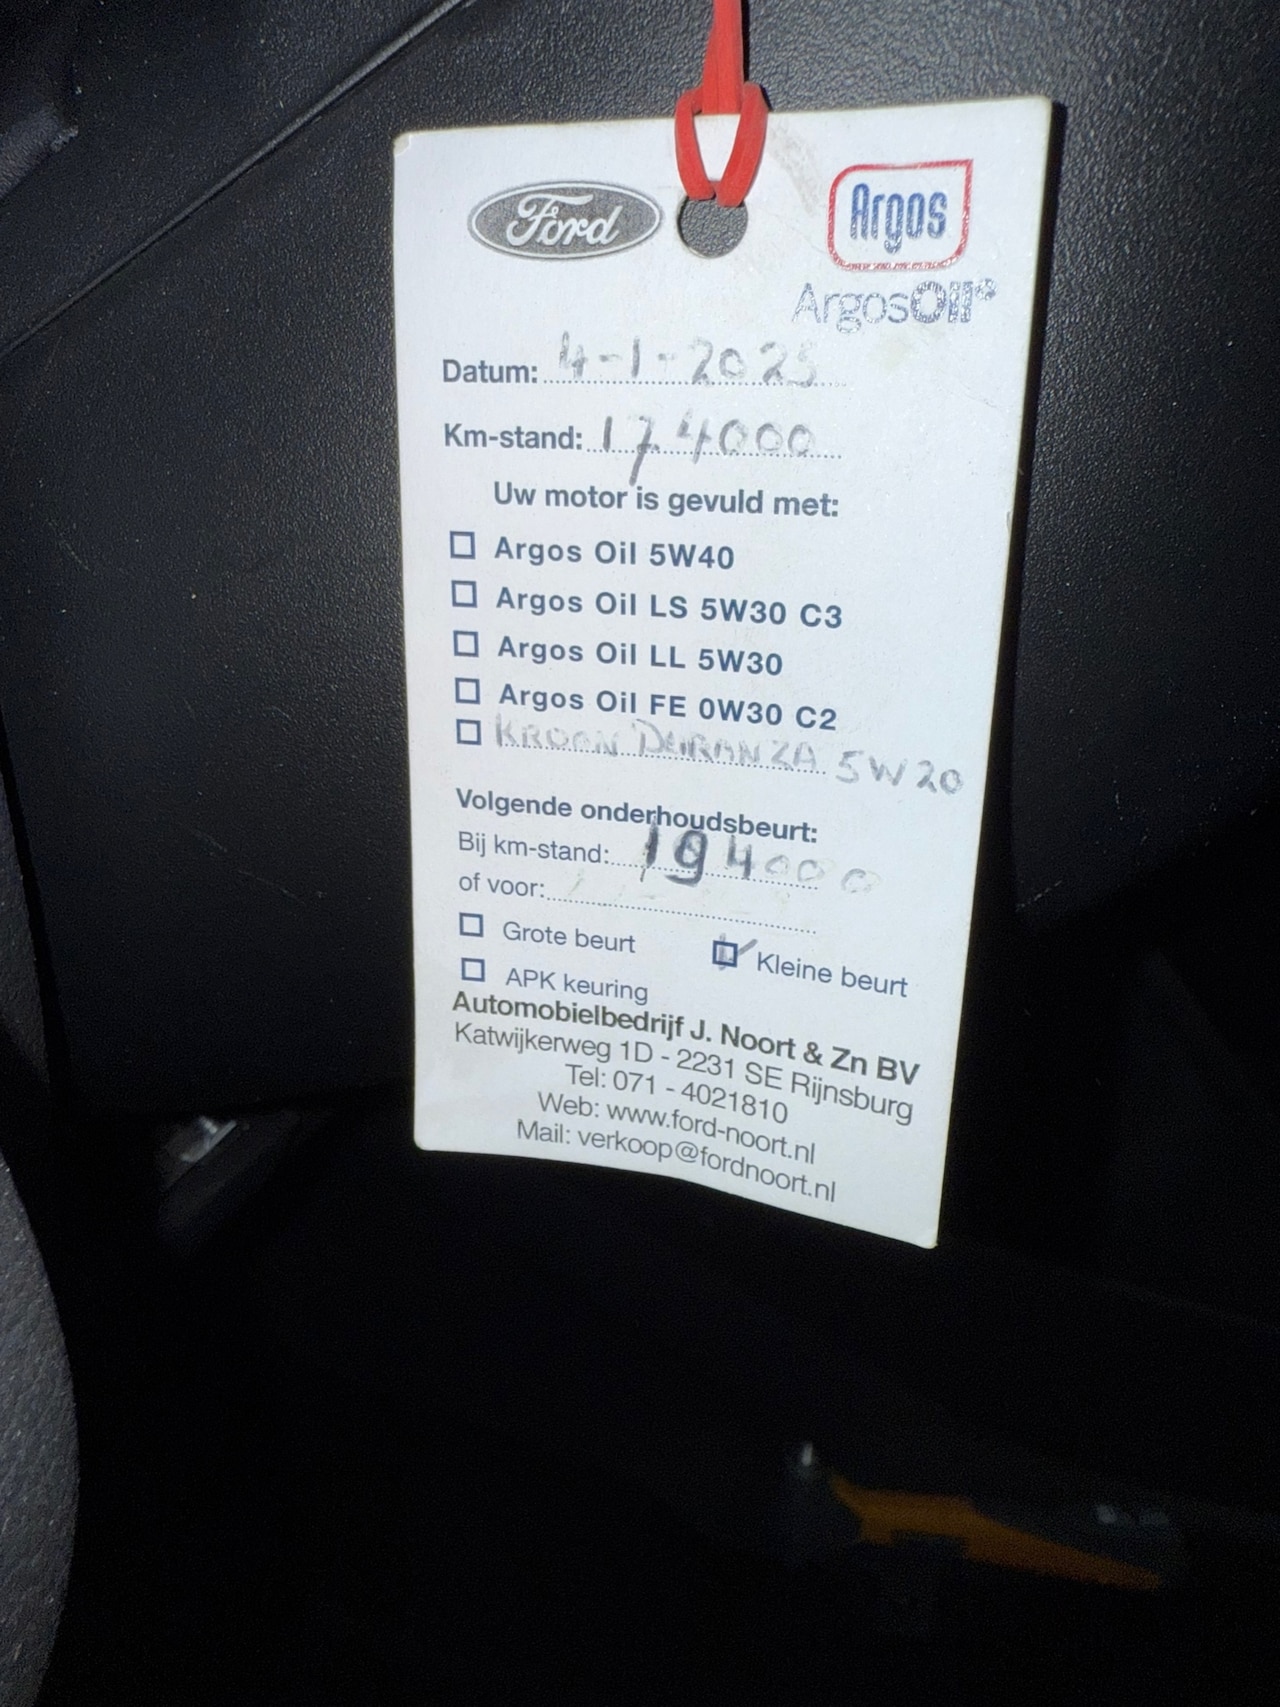 Ford
Argos
ArgosOil®
Datum: 4-1-2025
Km-stand: 174000
Uw motor is gevuld met:
Argos Oil 5W40
Argos Oil LS 5W30 C3
Argos Oil LL 5W30
Argos Oil FE 0W30 C2
KROON DURANZA 5W20
Volgende onderhoudsbeurt:
Bij km-stand: 194000
of voor:
Grote beurt Kleine beurt
APK keuring
Automobielbedrijf J. Noort & Zn BV
Katwijkerweg 1D - 2231 SE Rijnsburg
Tel: 071 - 4021810
Web: www.ford-noort.nl
Mail: verkoop@fordnoort.nl